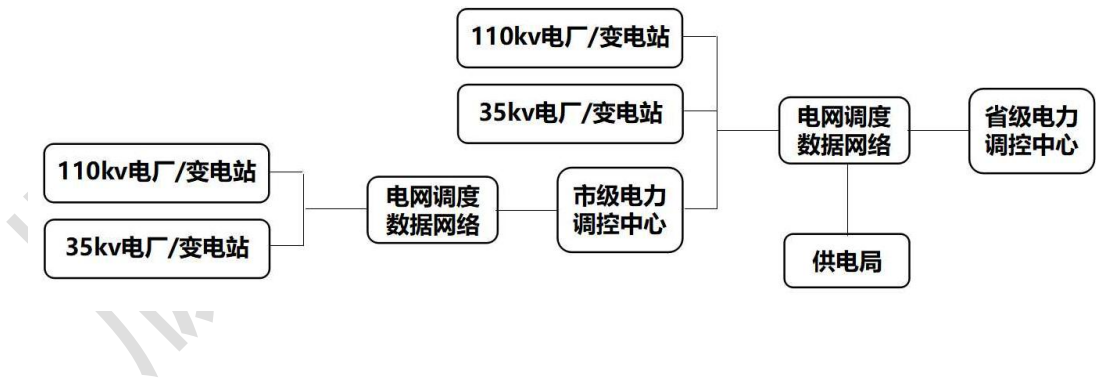 110kv电厂/变电站
35kv电厂/变电站
电网调度
数据网络
省级电力
调控中心
110kv电厂/变电站
35kv电厂/变电站
电网调度
数据网络
市级电力
调控中心
供电局